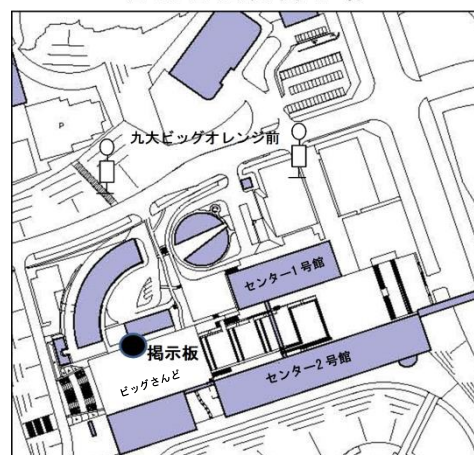 九大ビッグオレンジ前
P
センター1号館
掲示板
センター2号館
ビッグさんど